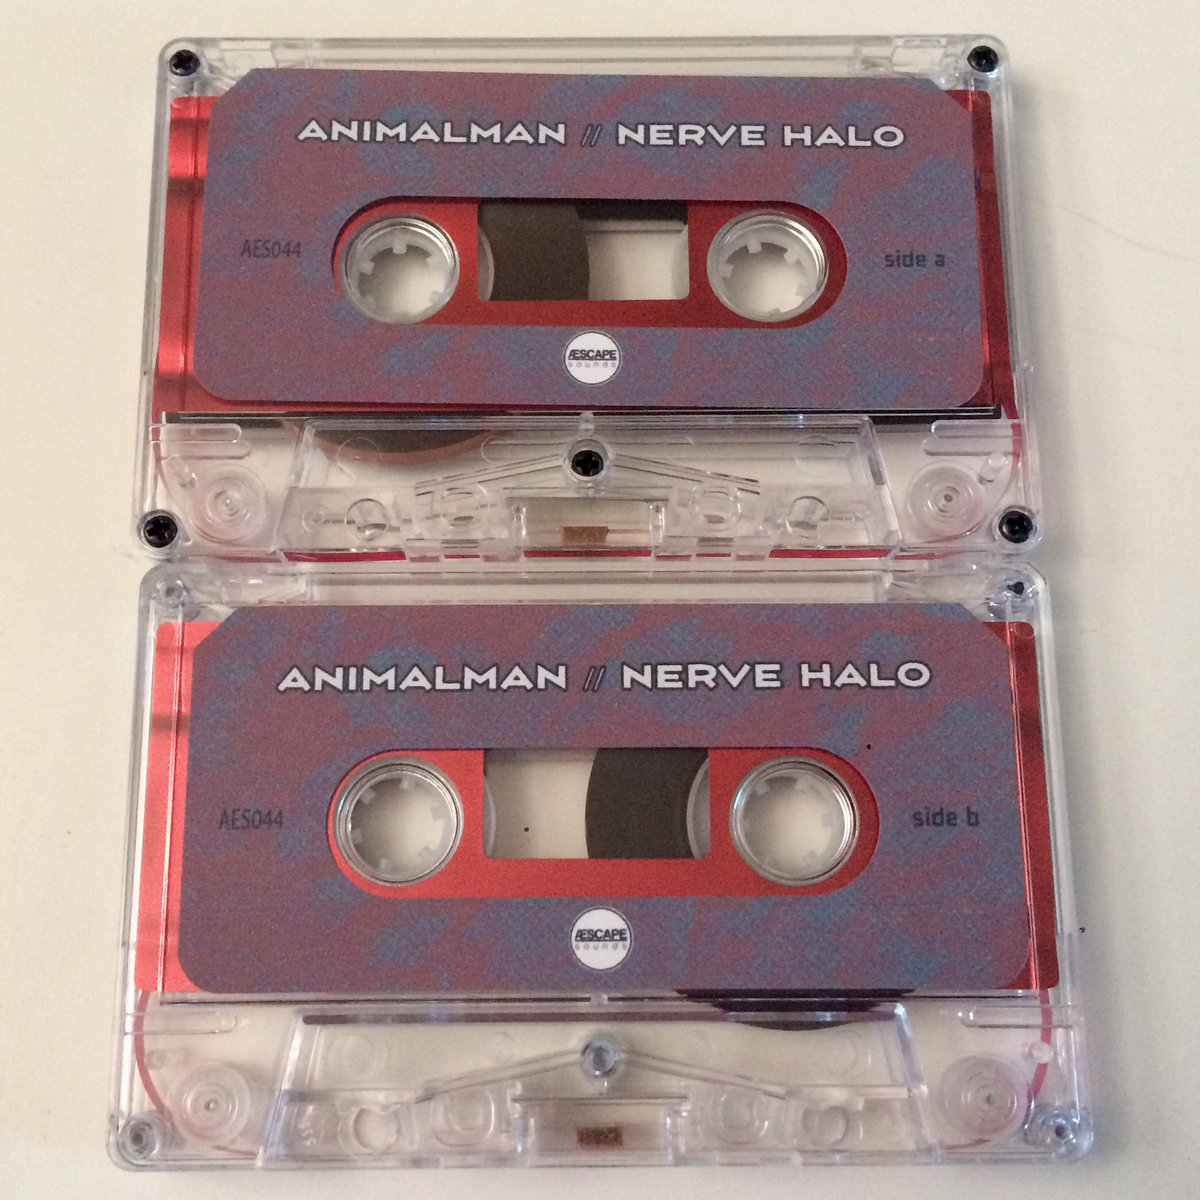 ANIMALMAN // NERVE HALO
AES044
side a
ÆSCAPE
sounds
ANIMALMAN // NERVE HALO
AES044
side b
ÆSCAPE
sounds